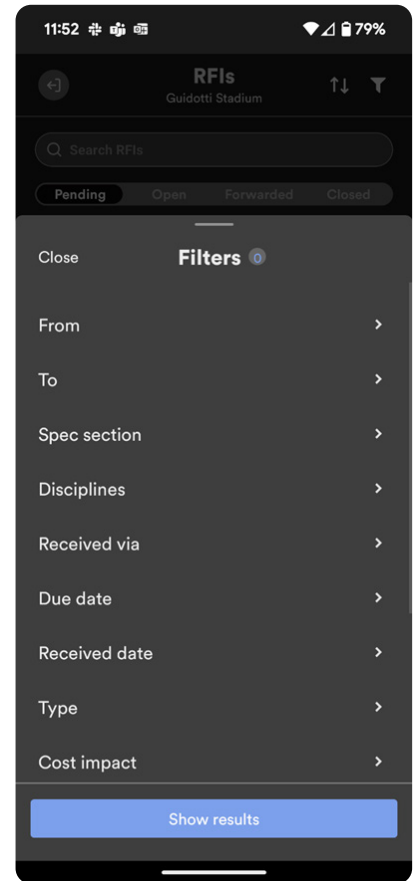 11:52 79%
RFIs
Guidotti Stadium
Search RFIs
Pending Open Forwarded Closed
Close Filters 0
From
To
Spec section
Disciplines
Received via
Due date
Received date
Type
Cost impact
Show results